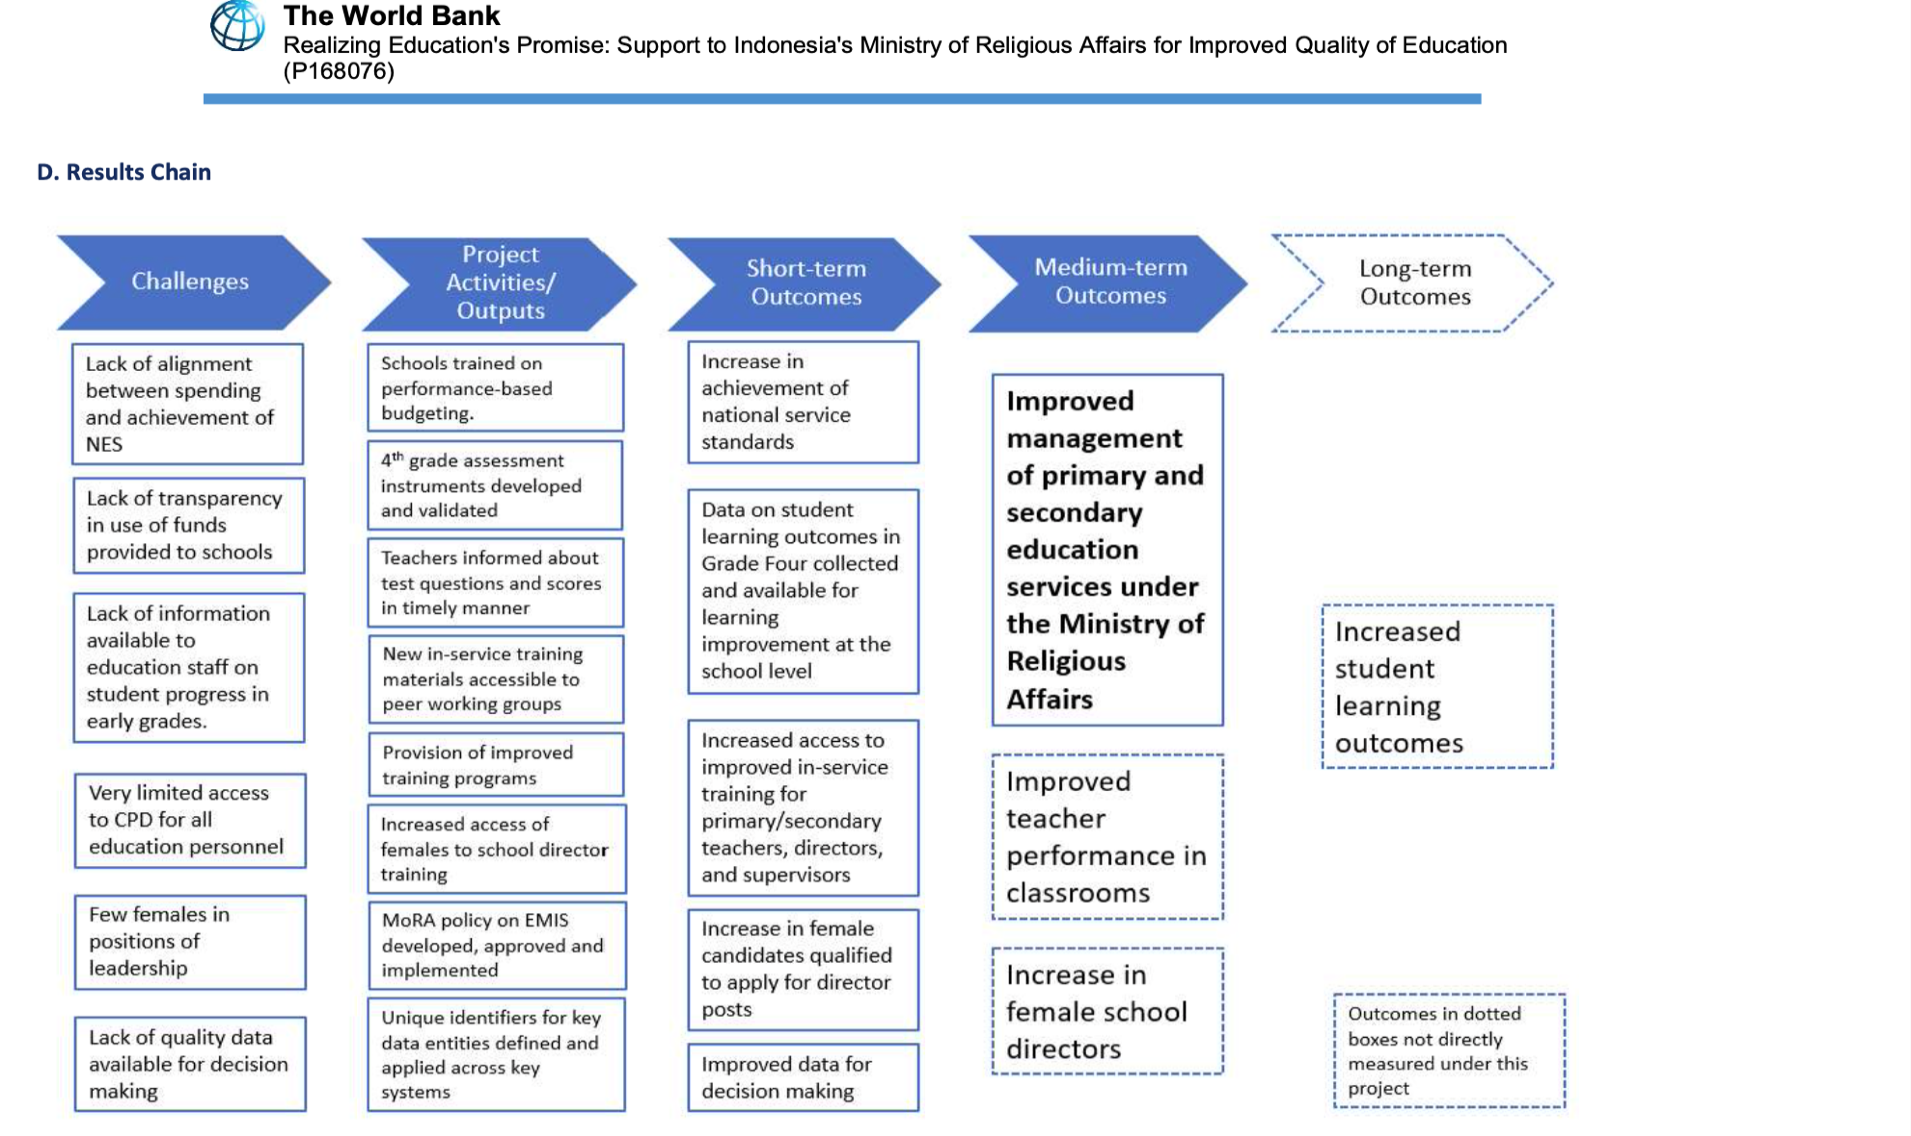 The World Bank
Realizing Education's Promise: Support to Indonesia's Ministry of Religious Affairs for Improved Quality of Education
(P168076)
D. Results Chain
Challenges
Lack of alignment
between spending
and achievement of
NES
Lack of transparency
in use of funds
provided to schools
Lack of information
available to
education staff on
student progress in
early grades.
Very limited access
to CPD for all
education personnel
Few females in
positions of
leadership
Lack of quality data
available for decision
making
Project
Activities/
Outputs
Schools trained on
performance-based
budgeting.
4th grade assessment
instruments developed
and validated
Teachers informed about
test questions and scores
in timely manner
New in-service training
materials accessible to
peer working groups
Provision of improved
training programs
Increased access of
females to school director
training
MoRA policy on EMIS
developed, approved and
implemented
Unique identifiers for key
data entities defined and
applied across key
systems
Short-term
Outcomes
Increase in
achievement of
national service
standards
Data on student
learning outcomes in
Grade Four collected
and available for
learning
improvement at the
school level
Increased access to
improved in-service
training for
primary/secondary
teachers, directors,
and supervisors
Increase in female
candidates qualified
to apply for director
posts
Improved data for
decision making
Medium-term
Outcomes
Improved
management
of primary and
secondary
education
services under
the Ministry of
Religious
Affairs
Improved
teacher
performance in
classrooms
Increase in
female school
directors
Long-term
Outcomes
Increased
student
learning
outcomes
Outcomes in dotted
boxes not directly
measured under this
project